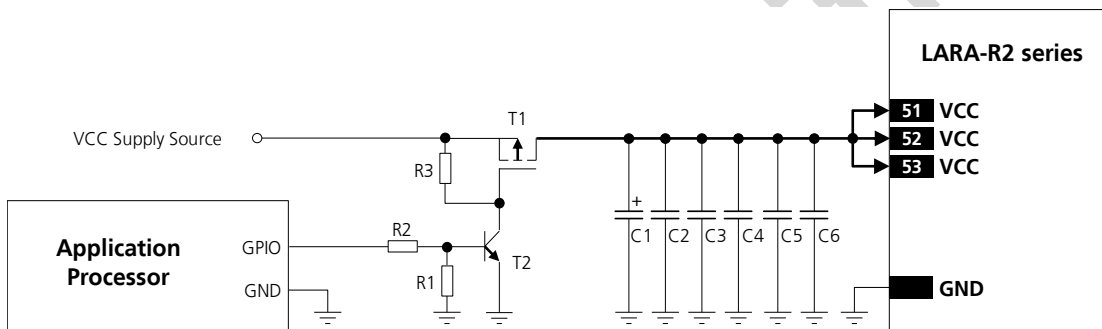 LARA-R2 series
51 VCC
52 VCC
53 VCC
VCC Supply Source
T1
R3
+
C1 C2 C3 C4 C5 C6
Application
Processor
GPIO
GND
R2
R1
T2
GND